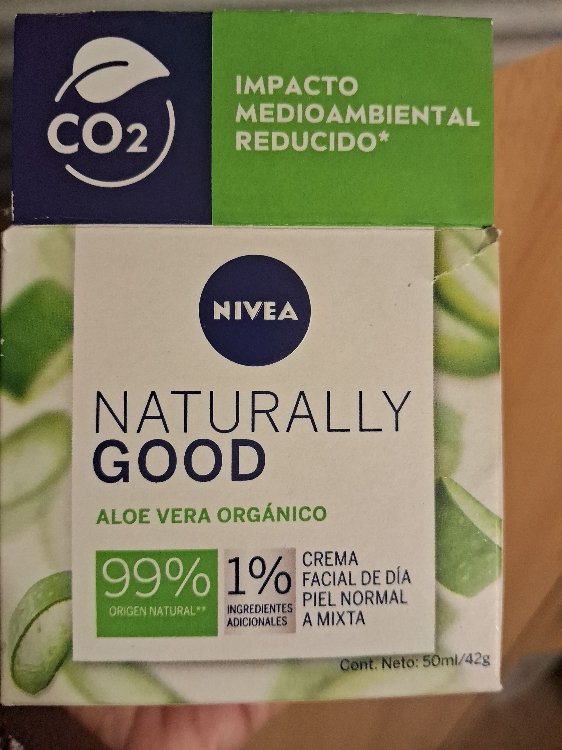 CO2
IMPACTO
MEDIOAMBIENTAL
REDUCIDO*
NIVEA
NATURALLY
GOOD
ALOE VERA ORGÁNICO
99%
ORIGEN NATURAL**
1%
INGREDIENTES
ADICIONALES
CREMA
FACIAL DE DÍA
PIEL NORMAL
A MIXTA
Cont. Neto: 50ml/42g